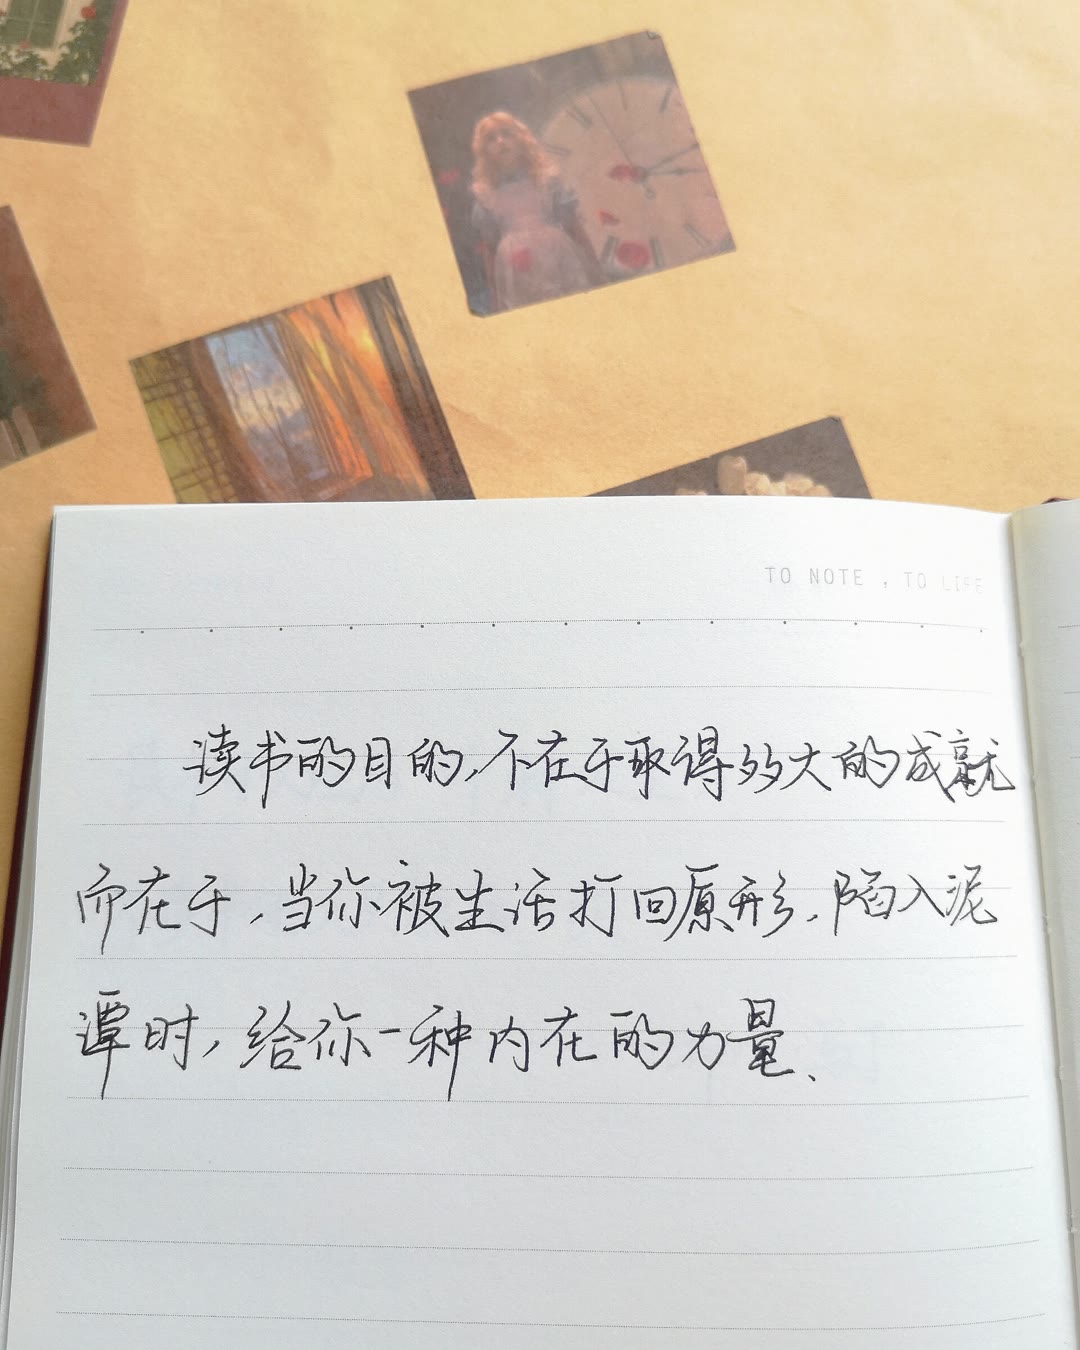 TO NOTE , TO LIFE
读书的目的,不在于取得多大的成就
而在于,当你被生活打回原形,陷入泥
潭时,给你一种内在的力量、